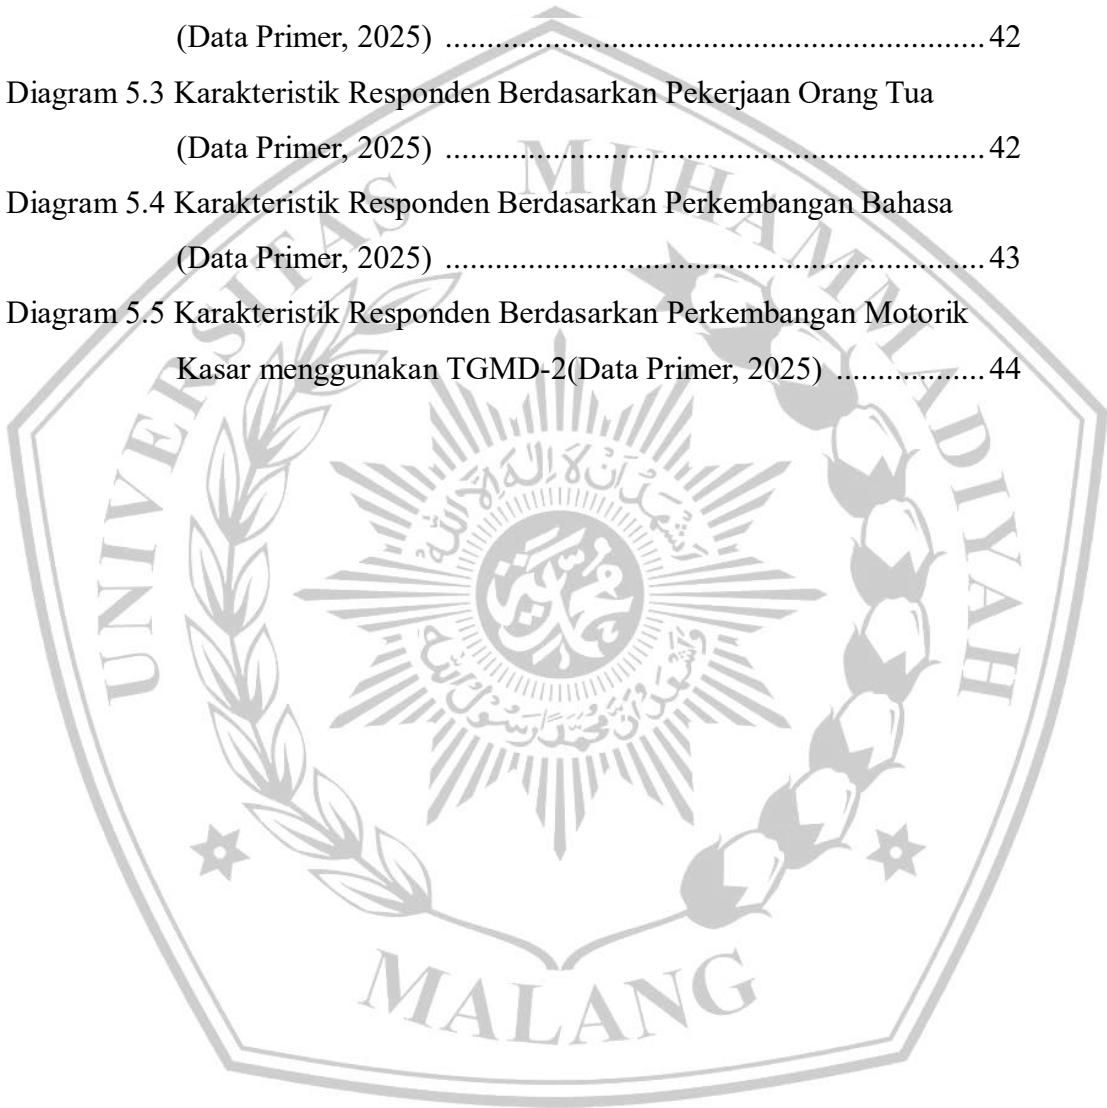 (Data Primer, 2025) ................................................................. 42
Diagram 5.3 Karakteristik Responden Berdasarkan Pekerjaan Orang Tua
(Data Primer, 2025) ................................................................. 42
Diagram 5.4 Karakteristik Responden Berdasarkan Perkembangan Bahasa
(Data Primer, 2025) ................................................................. 43
Diagram 5.5 Karakteristik Responden Berdasarkan Perkembangan Motorik
Kasar menggunakan TGMD-2(Data Primer, 2025) .................. 44
UNIVERSITAS MUHAMMADIYAH
MALANG